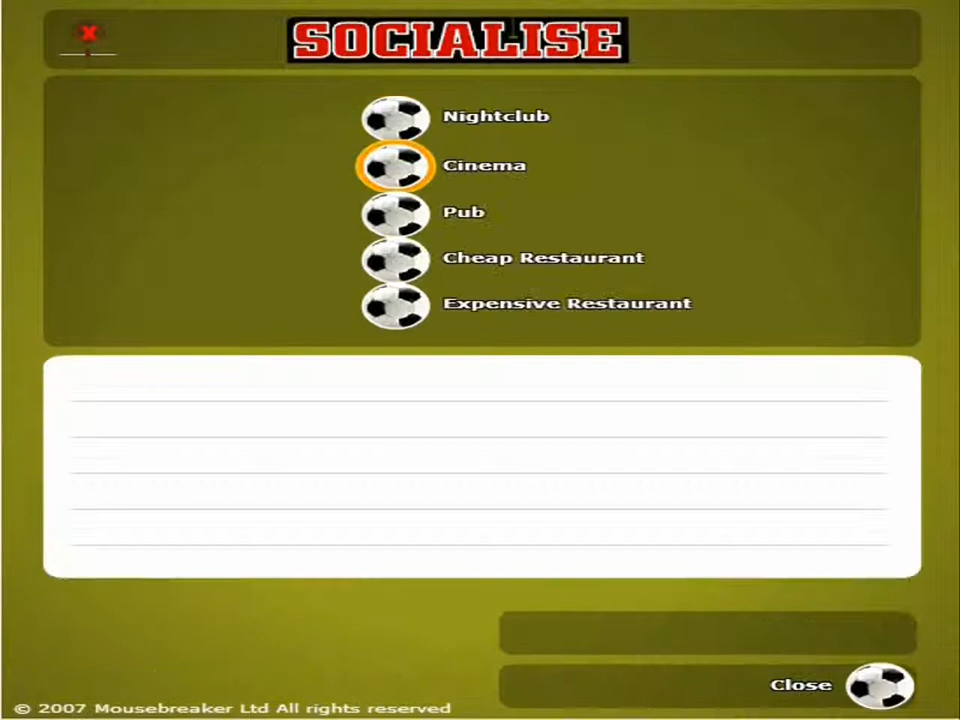 SOCIALISE
Nightclub
Cinema
Pub
Cheap Restaurant
Expensive Restaurant
Close
© 2007 Mousebreaker Ltd All rights reserved